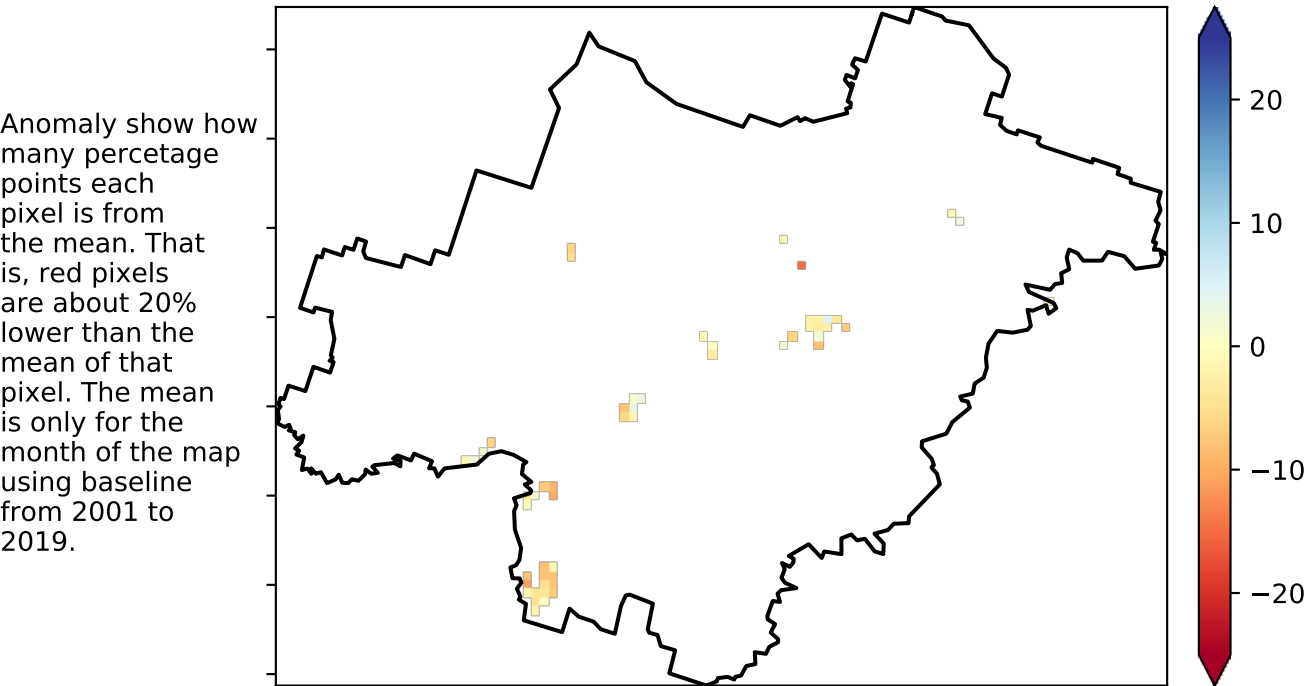 Anomaly show how
many percetage
points each
pixel is from
the mean. That
is, red pixels
are about 20%
lower than the
mean of that
pixel. The mean
is only for the
month of the map
using baseline
from 2001 to
2019.
20
10
0
−10
−20